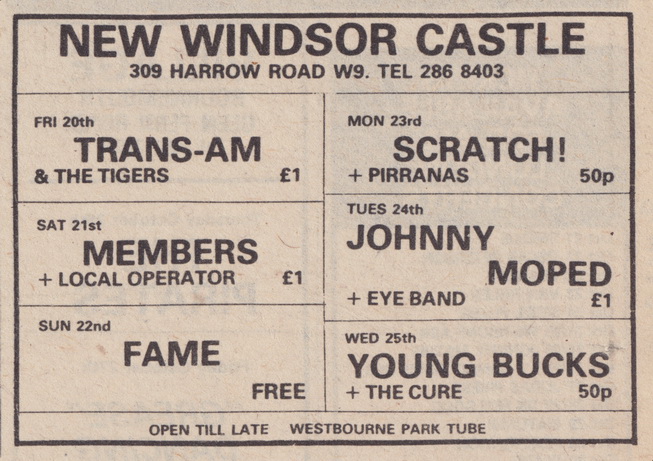 NEW WINDSOR CASTLE
309 HARROW ROAD W9. TEL 286 8403
FRI 20th
TRANS-AM
& THE TIGERS £1
SAT 21st
MEMBERS
+ LOCAL OPERATOR £1
SUN 22nd
FAME
FREE
MON 23rd
SCRATCH!
+ PIRRANAS 50p
TUES 24th
JOHNNY
MOPED
+ EYE BAND £1
WED 25th
YOUNG BUCKS
+ THE CURE 50p
OPEN TILL LATE WESTBOURNE PARK TUBE